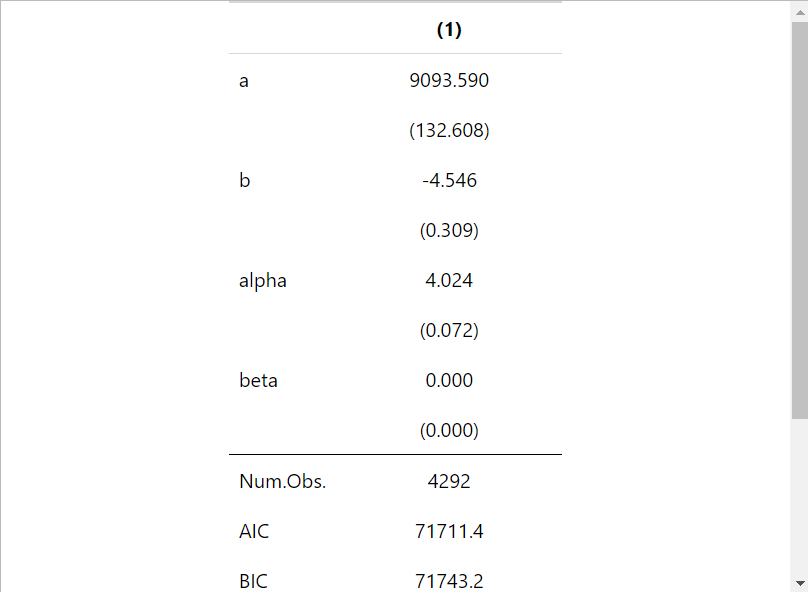 (1)
a 9093.590
(132.608)
b -4.546
(0.309)
alpha 4.024
(0.072)
beta 0.000
(0.000)
Num.Obs. 4292
AIC 71711.4
BIC 71743.2